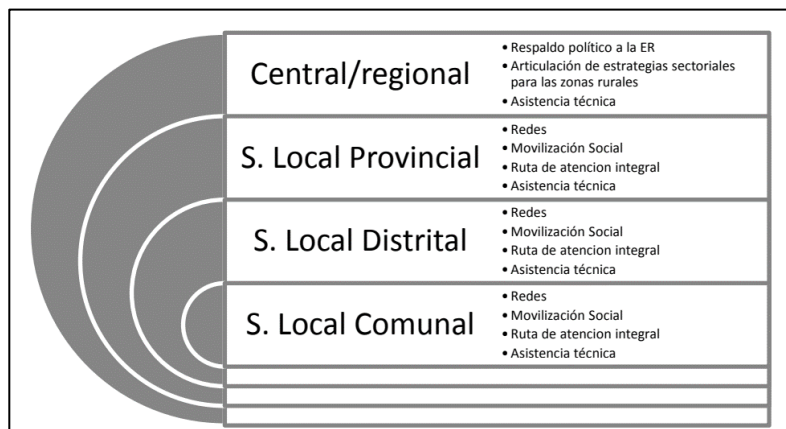 Central/regional
• Respaldo político a la ER
• Articulación de estrategias sectoriales
para las zonas rurales
• Asistencia técnica
S. Local Provincial
• Redes
• Movilización Social
• Ruta de atencion integral
• Asistencia técnica
S. Local Distrital
• Redes
• Movilización Social
• Ruta de atencion integral
• Asistencia técnica
S. Local Comunal
• Redes
• Movilización Social
• Ruta de atencion integral
• Asistencia técnica